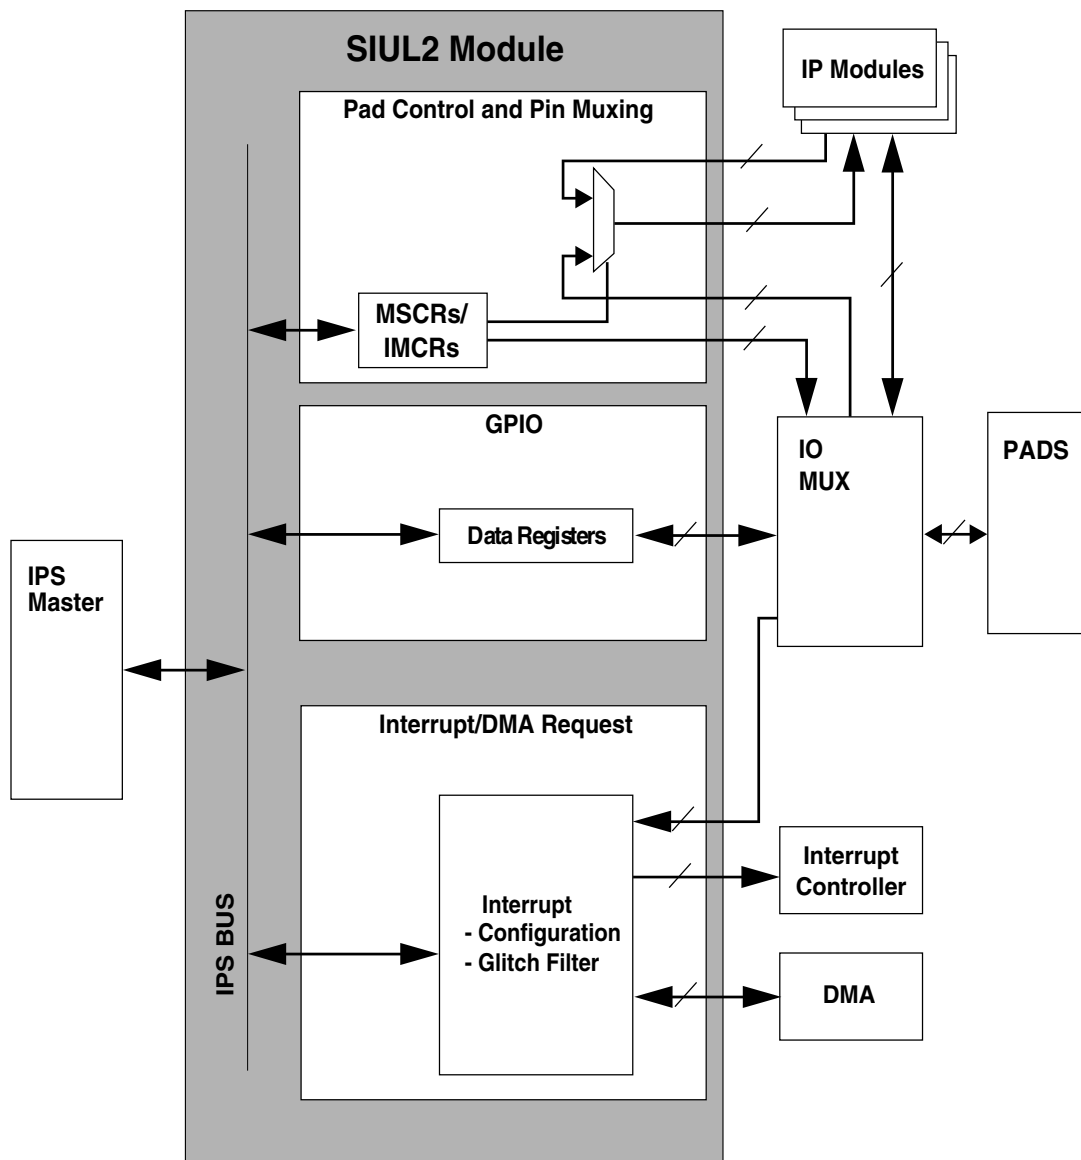 SIUL2 Module
IP Modules
Pad Control and Pin Muxing
MSCRs/
IMCRs
GPIO
IO
MUX
PADS
Data Registers
IPS
Master
Interrupt/DMA Request
Interrupt
Controller
Interrupt
- Configuration
- Glitch Filter
IPS BUS
DMA